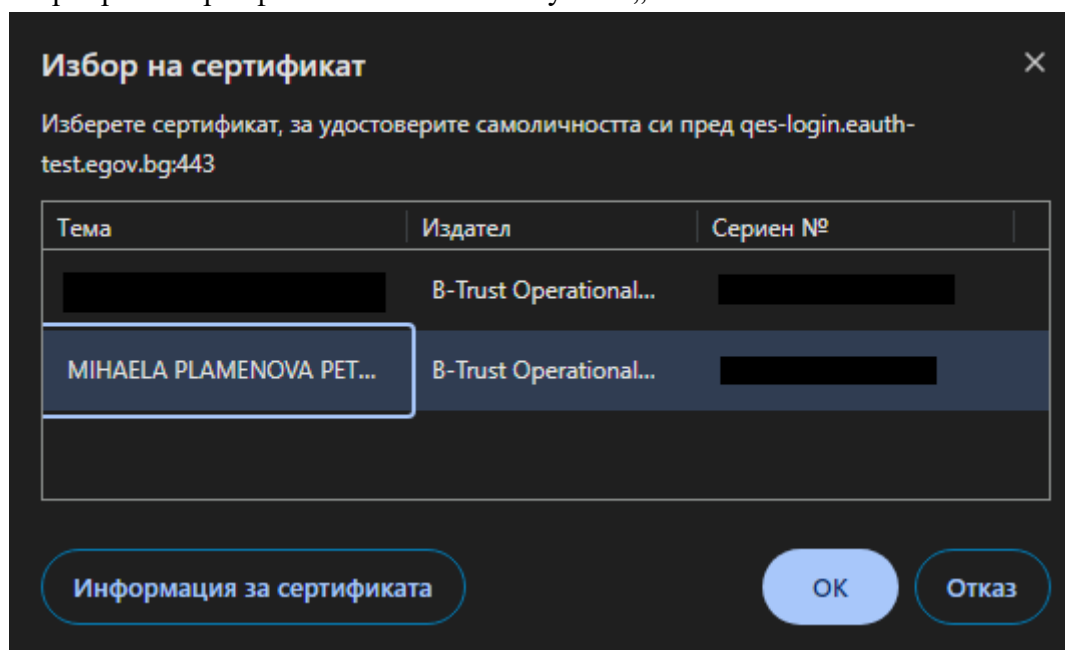 Избор на сертификат
Изберете сертификат, за удостоверите самоличността си пред qes-login.eauth-
test.egov.bg:443
Тема Издател Сериен №
B-Trust Operational...
MIHAELA PLAMENOVA PET... B-Trust Operational...
Информация за сертификата OK Отказ